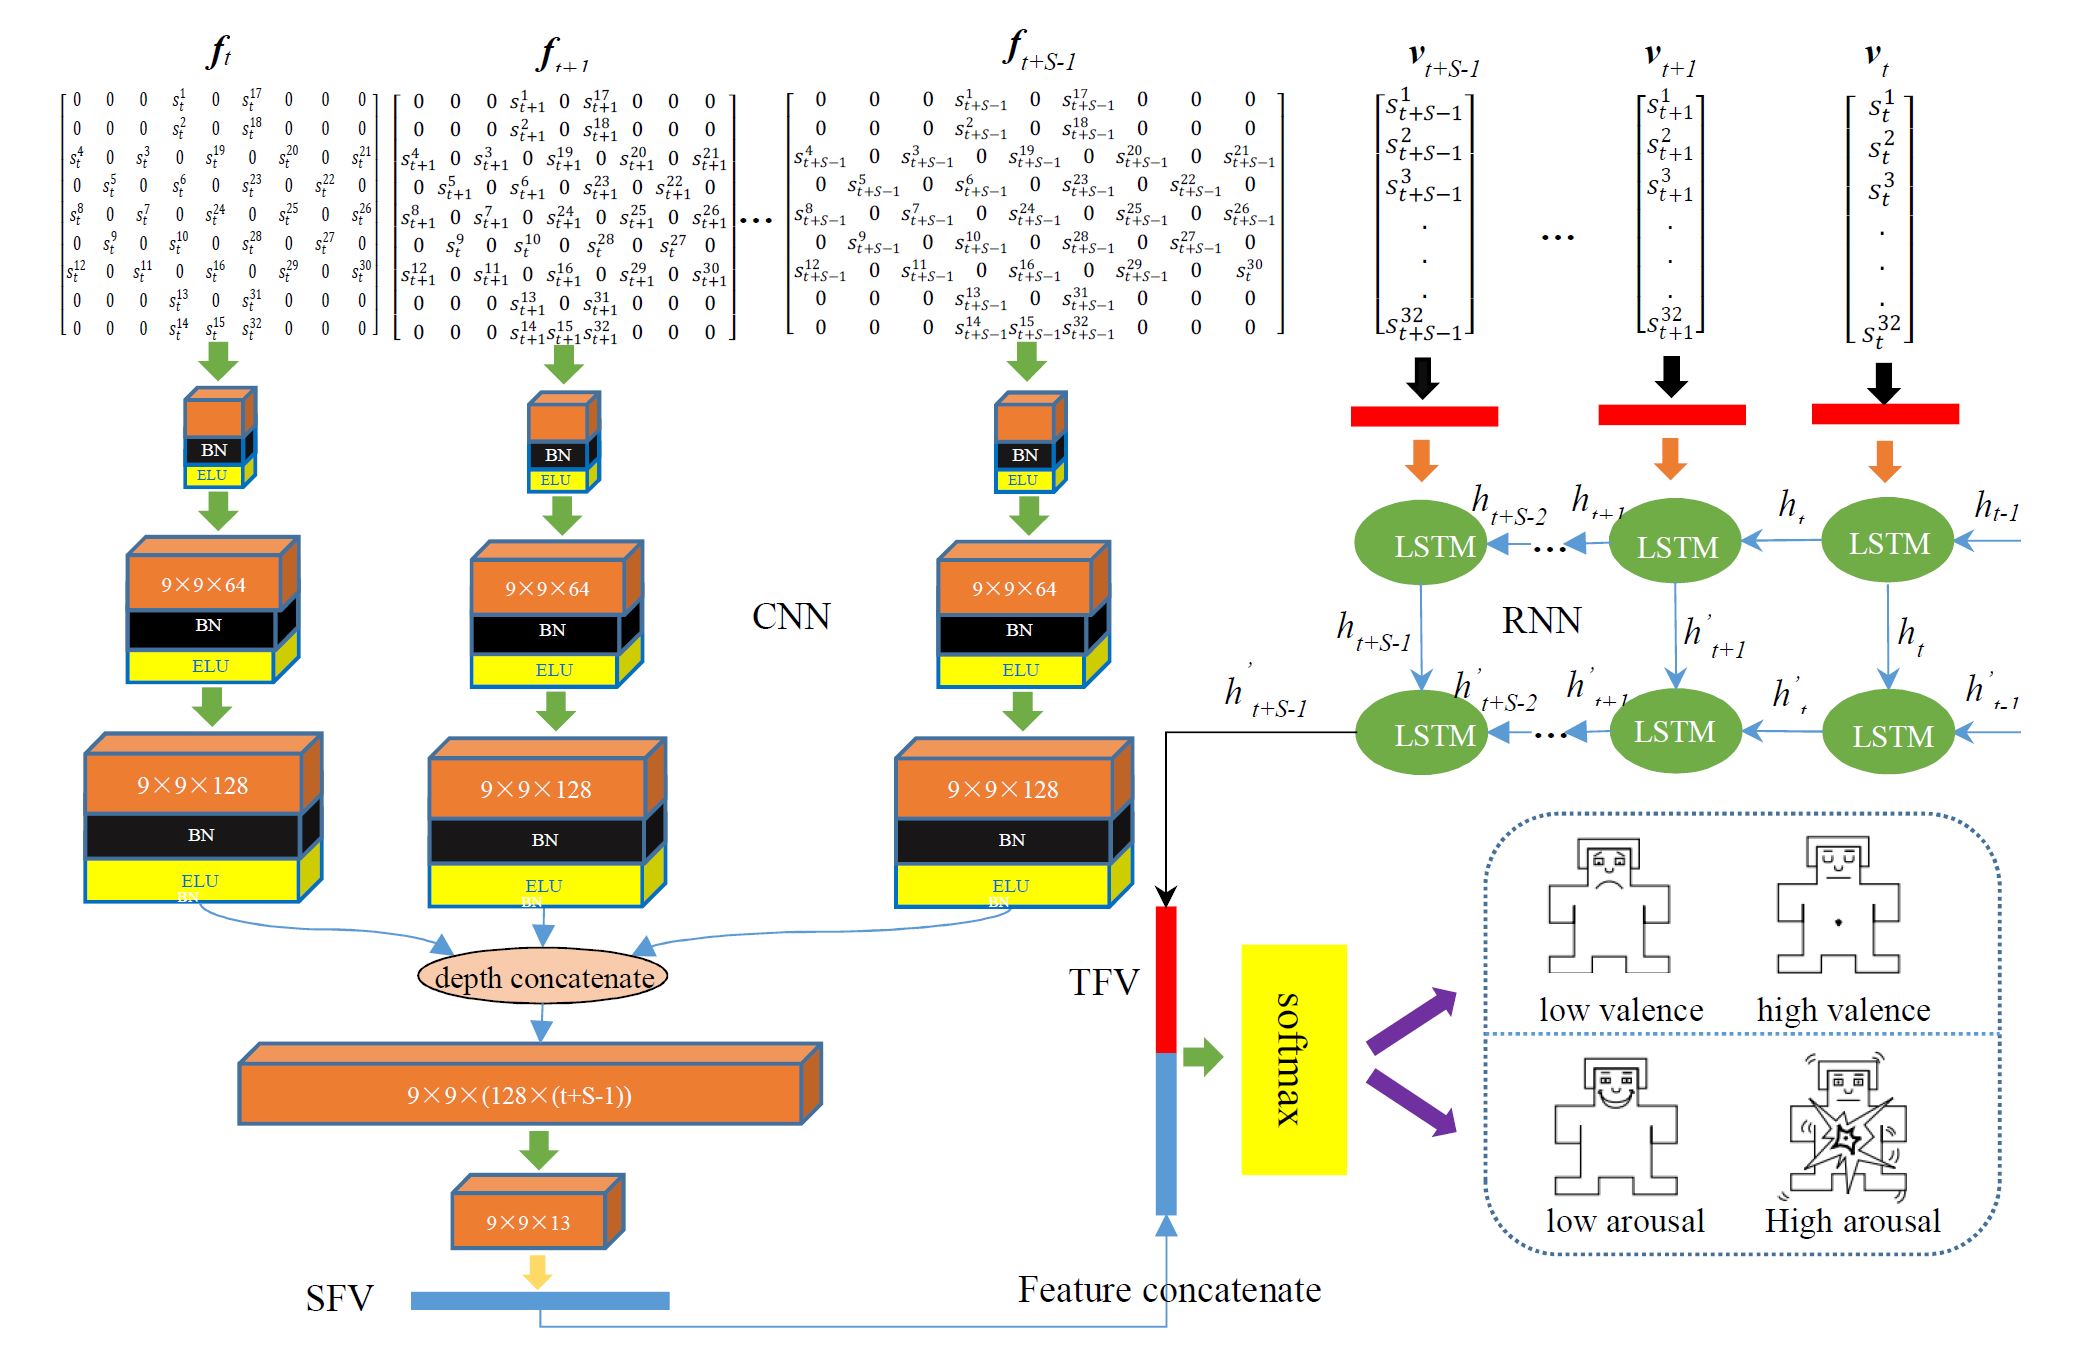 f_t
f_{t+1}
f_{t+S-1}
v_{t+S-1}
v_{t+1}
v_t
0 0 0 s_t^1 0 s_t^17 0 0 0
0 0 0 s_t^2 0 s_t^18 0 0 0
s_t^4 0 s_t^3 0 s_t^19 0 s_t^20 0 s_t^21
0 s_t^5 0 s_t^6 0 s_t^23 0 s_t^22 0
s_t^8 0 s_t^7 0 s_t^24 0 s_t^25 0 s_t^26
0 s_t^9 0 s_t^10 0 s_t^28 0 s_t^27 0
s_t^12 0 s_t^11 0 s_t^16 0 s_t^29 0 s_t^30
0 0 0 s_t^13 0 s_t^31 0 0 0
0 0 0 s_t^14 s_t^15 s_t^32 0 0 0
0 0 0 s_{t+1}^1 0 s_{t+1}^17 0 0 0
0 0 0 s_{t+1}^2 0 s_{t+1}^18 0 0 0
s_{t+1}^4 0 s_{t+1}^3 0 s_{t+1}^19 0 s_{t+1}^20 0 s_{t+1}^21
0 s_{t+1}^5 0 s_{t+1}^6 0 s_{t+1}^23 0 s_{t+1}^22 0
s_{t+1}^8 0 s_{t+1}^7 0 s_{t+1}^24 0 s_{t+1}^25 0 s_{t+1}^26
0 s_t^9 0 s_t^10 0 s_t^28 0 s_t^27 0
s_{t+1}^12 0 s_{t+1}^11 0 s_{t+1}^16 0 s_{t+1}^29 0 s_{t+1}^30
0 0 0 s_{t+1}^13 0 s_{t+1}^31 0 0 0
0 0 0 s_{t+1}^14 s_{t+1}^15 s_{t+1}^32 0 0 0
...
0 0 0 s_{t+S−1}^1 0 s_{t+S−1}^17 0 0 0
0 0 0 s_{t+S−1}^2 0 s_{t+S−1}^18 0 0 0
s_{t+S−1}^4 0 s_{t+S−1}^3 0 s_{t+S−1}^19 0 s_{t+S−1}^20 0 s_{t+S−1}^21
0 s_{t+S−1}^5 0 s_{t+S−1}^6 0 s_{t+S−1}^23 0 s_{t+S−1}^22 0
s_{t+S−1}^8 0 s_{t+S−1}^7 0 s_{t+S−1}^24 0 s_{t+S−1}^25 0 s_{t+S−1}^26
0 s_{t+S−1}^9 0 s_{t+S−1}^10 0 s_{t+S−1}^28 0 s_{t+S−1}^27 0
s_{t+S−1}^12 0 s_{t+S−1}^11 0 s_{t+S−1}^16 0 s_{t+S−1}^29 0 s_t^30
0 0 0 s_{t+S−1}^13 0 s_{t+S−1}^31 0 0 0
0 0 0 s_{t+S−1}^14 s_{t+S−1}^15 s_{t+S−1}^32 0 0 0
s_{t+S−1}^1
s_{t+S−1}^2
s_{t+S−1}^3
.
.
.
s_{t+S−1}^32
...
s_{t+1}^1
s_{t+1}^2
s_{t+1}^3
.
.
.
s_{t+1}^32
s_t^1
s_t^2
s_t^3
.
.
.
s_t^32
BN
ELU
BN
ELU
BN
ELU
9×9×64
BN
ELU
9×9×64
BN
ELU
9×9×64
BN
ELU
CNN
9×9×128
BN
ELU
BN
9×9×128
BN
ELU
BN
9×9×128
BN
ELU
BN
depth concatenate
9×9×(128×(t+S-1))
9×9×13
SFV
LSTM
h_{t+S-2}
...
h_{t+1}
LSTM
h_t
LSTM
h_{t-1}
h_{t+S-1}
RNN
h'_{t+1}
h_t
h'_{t+S-1}
LSTM
h'_{t+S-2}
...
h'_{t+1}
LSTM
h'_t
LSTM
h'_{t-1}
TFV
softmax
Feature concatenate
low valence
high valence
low arousal
High arousal